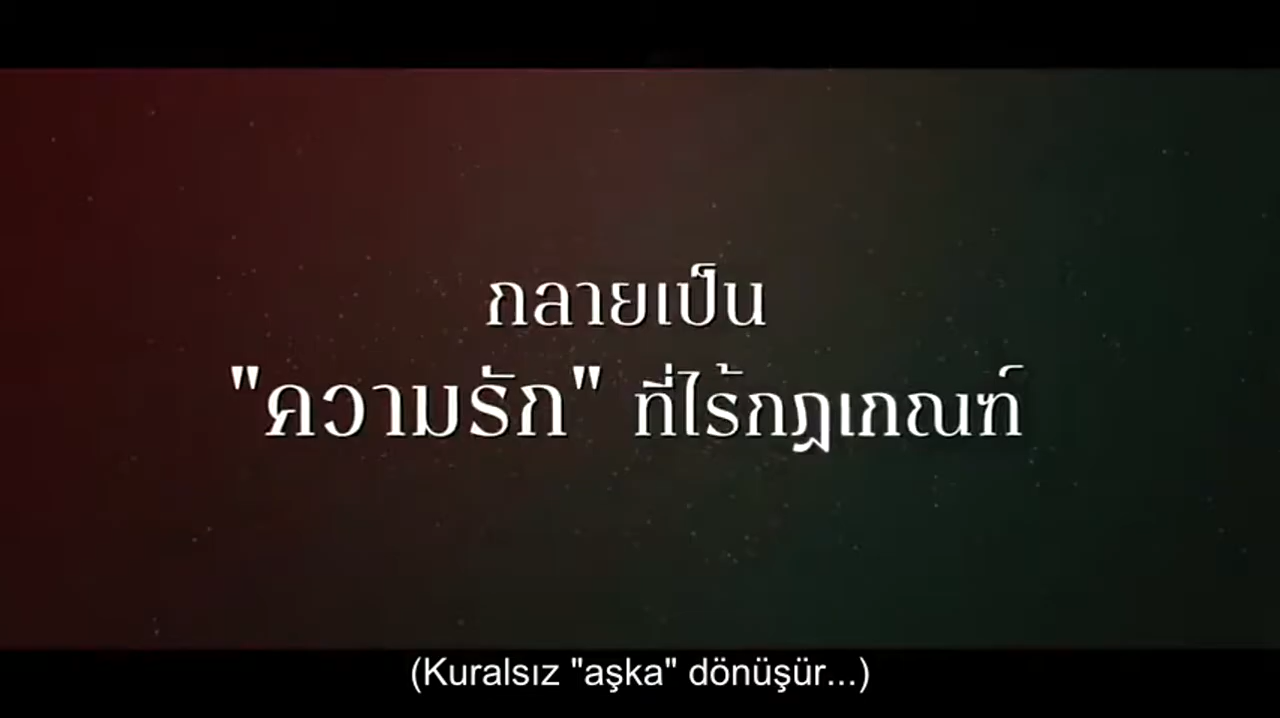 กลายเป็น
"ความรัก" ที่ไร้กฎเกณฑ์
(Kuralsız "aşka" dönüşür...)